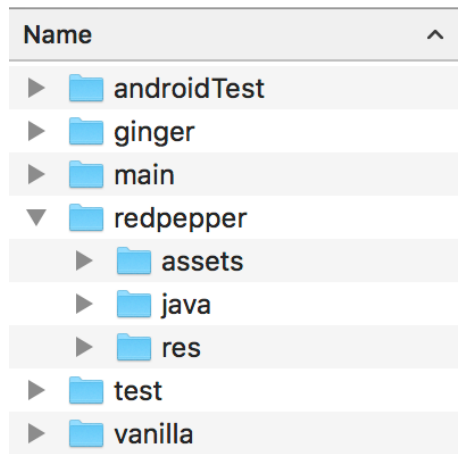 Name
androidTest
ginger
main
redpepper
assets
java
res
test
vanilla